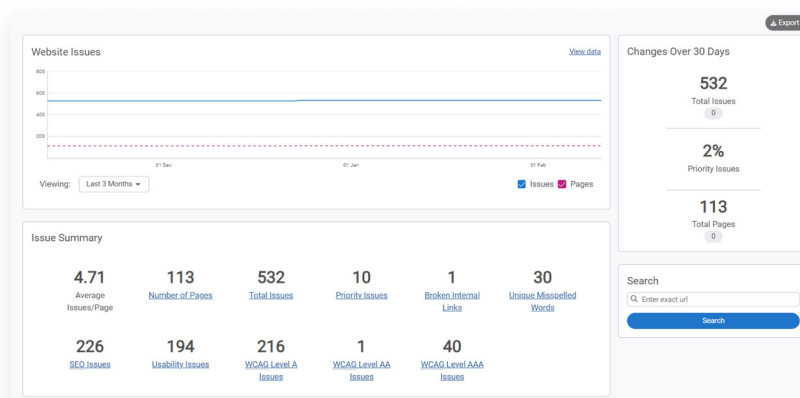 Export
Website Issues
View data
800
600
400
200
01 Dec
01 Jan
01 Feb
Viewing:
Last 3 Months
Issues
Pages
Changes Over 30 Days
532
Total Issues
0
2%
Priority Issues
113
Total Pages
0
Issue Summary
4.71
Average
Issues/Page
113
Number of Pages
532
Total Issues
10
Priority Issues
1
Broken Internal
Links
30
Unique Misspelled
Words
226
SEO Issues
194
Usability Issues
216
WCAG Level A
Issues
1
WCAG Level AA
Issues
40
WCAG Level AAA
Issues
Search
Enter exact url
Search